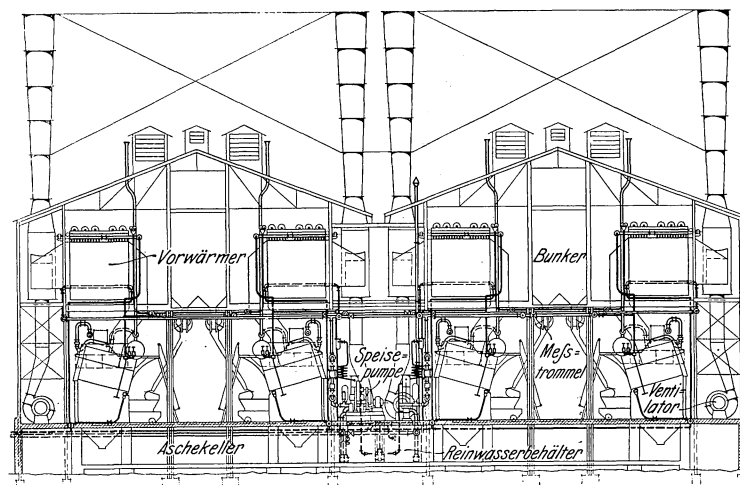 Vorwärmer
Bunker
Speise=
pumpe
Meß=
trommel
Venti=
lator
Aschekeller
Reinwasserbehälter